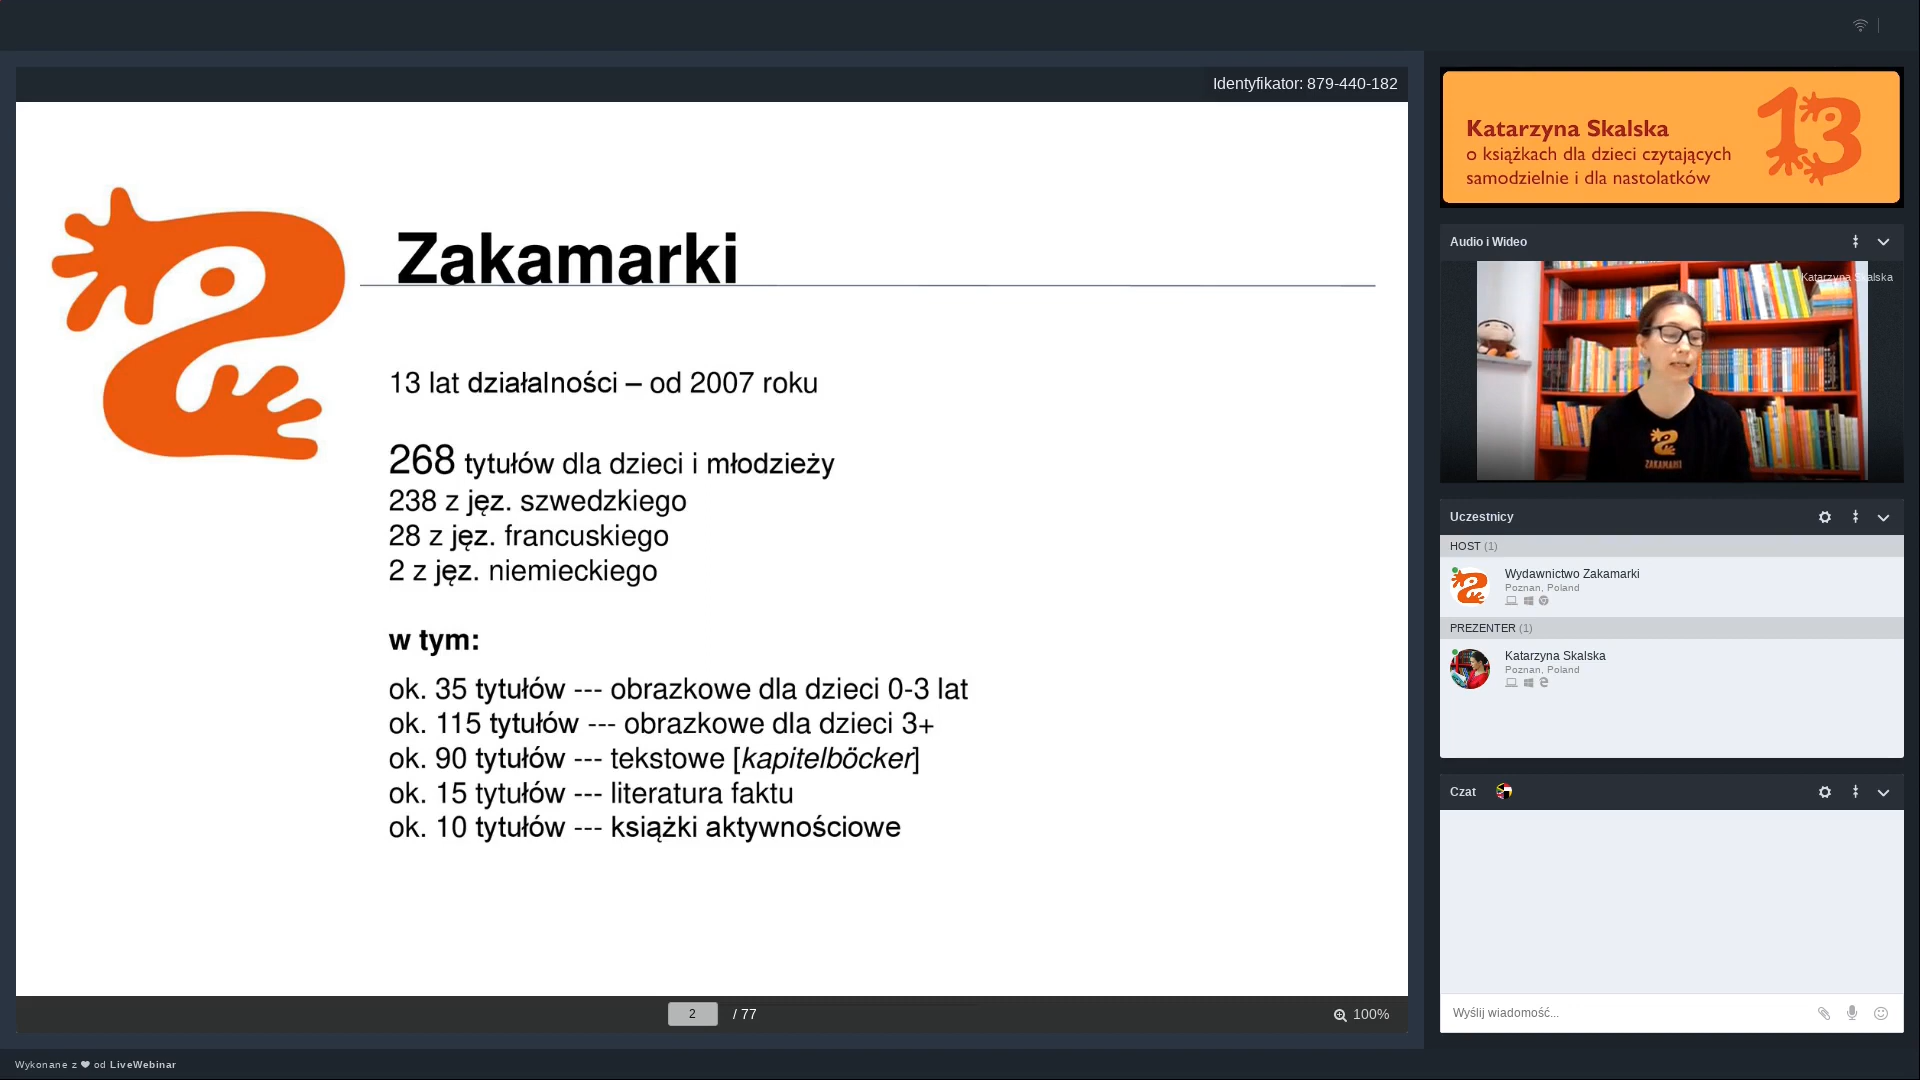 Identyfikator: 879-440-182
Zakamarki
13 lat działalności – od 2007 roku
268 tytułów dla dzieci i młodzieży
238 z jęz. szwedzkiego
28 z jęz. francuskiego
2 z jęz. niemieckiego
w tym:
ok. 35 tytułów --- obrazkowe dla dzieci 0-3 lat
ok. 115 tytułów --- obrazkowe dla dzieci 3+
ok. 90 tytułów --- tekstowe [kapitelböcker]
ok. 15 tytułów --- literatura faktu
ok. 10 tytułów --- książki aktywnościowe
2 / 77
100%
Wykonane z od LiveWebinar
Katarzyna Skalska
o książkach dla dzieci czytających
samodzielnie i dla nastolatków
13
Audio i Wideo
Katarzyna Skalska
ZAKAMARKI
Uczestnicy
HOST (1)
Wydawnictwo Zakamarki
Poznan, Poland
PREZENTER (1)
Katarzyna Skalska
Poznan, Poland
Czat
Wyślij wiadomość...